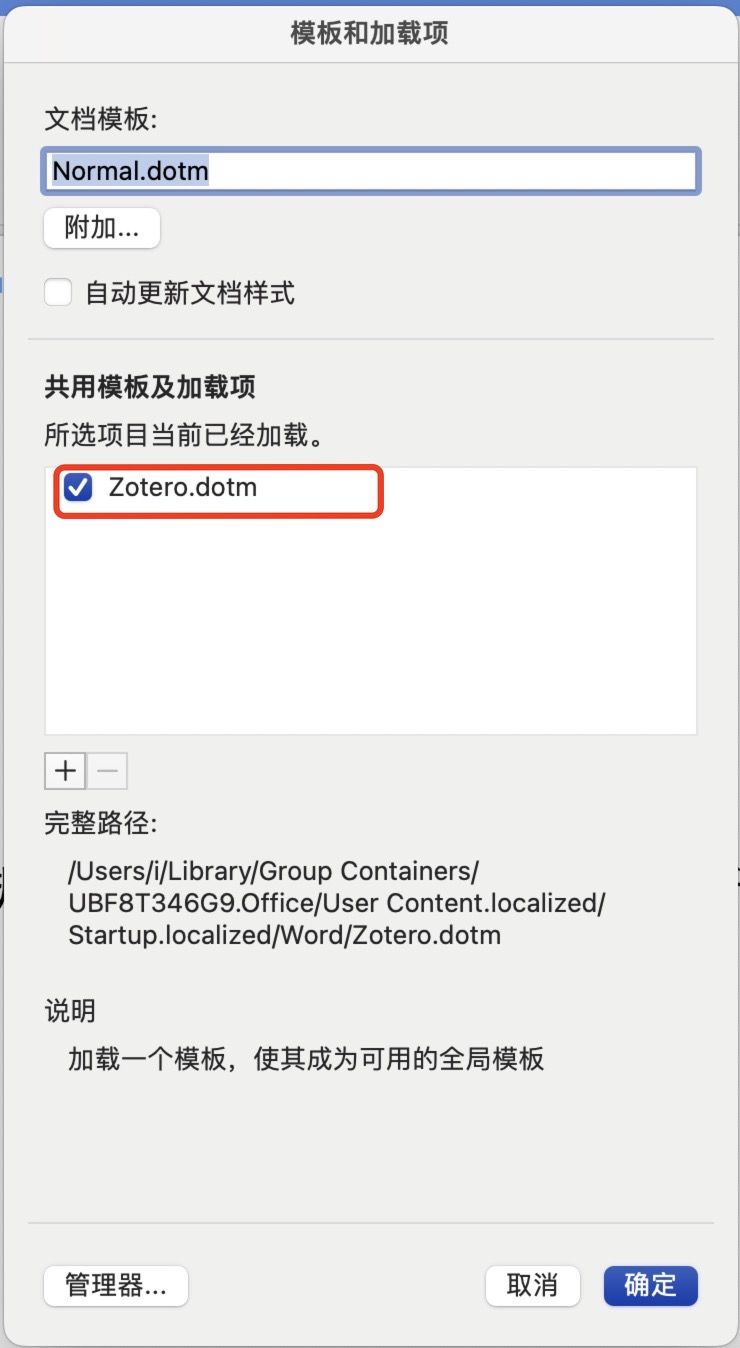 模板和加载项
文档模板:
Normal.dotm
附加...
自动更新文档样式
共用模板及加载项
所选项目当前已经加载。
Zotero.dotm
完整路径:
/Users/i/Library/Group Containers/
UBF8T346G9.Office/User Content.localized/
Startup.localized/Word/Zotero.dotm
说明
加载一个模板，使其成为可用的全局模板
管理器... 取消 确定